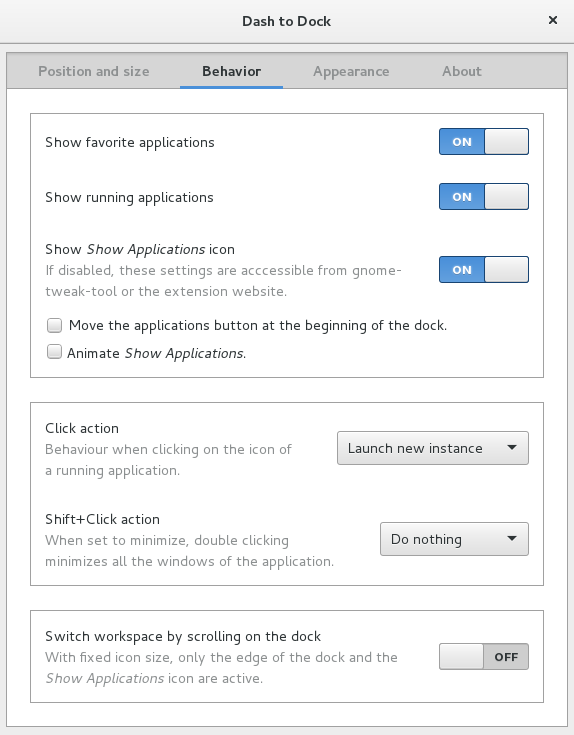 Dash to Dock
Position and size
Behavior
Appearance
About
Show favorite applications
ON
Show running applications
ON
Show Show Applications icon
If disabled, these settings are acccessible from gnome-
tweak-tool or the extension website.
ON
Move the applications button at the beginning of the dock.
Animate Show Applications.
Click action
Behaviour when clicking on the icon of
a running application.
Launch new instance
Shift+Click action
When set to minimize, double clicking
minimizes all the windows of the application.
Do nothing
Switch workspace by scrolling on the dock
With fixed icon size, only the edge of the dock and the
Show Applications icon are active.
OFF